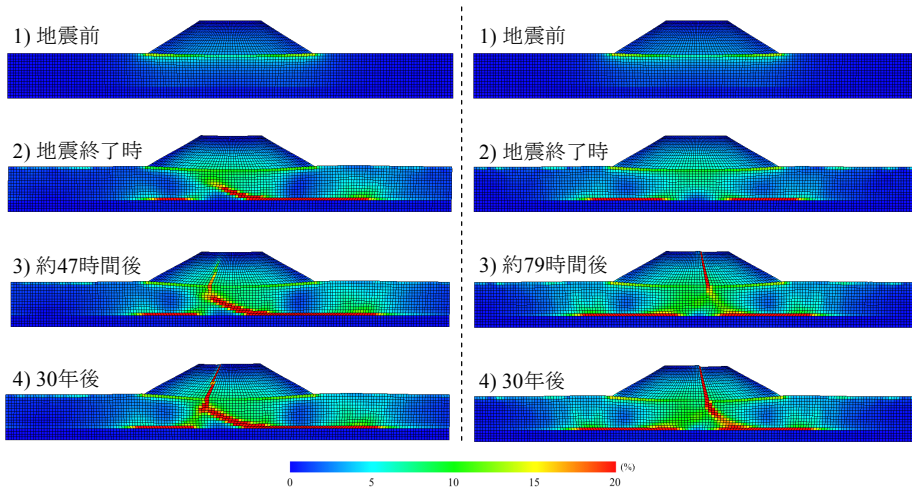 1) 地震前
2) 地震終了時
3) 約47時間後
4) 30年後
1) 地震前
2) 地震終了時
3) 約79時間後
4) 30年後
0 5 10 15 20 (%)